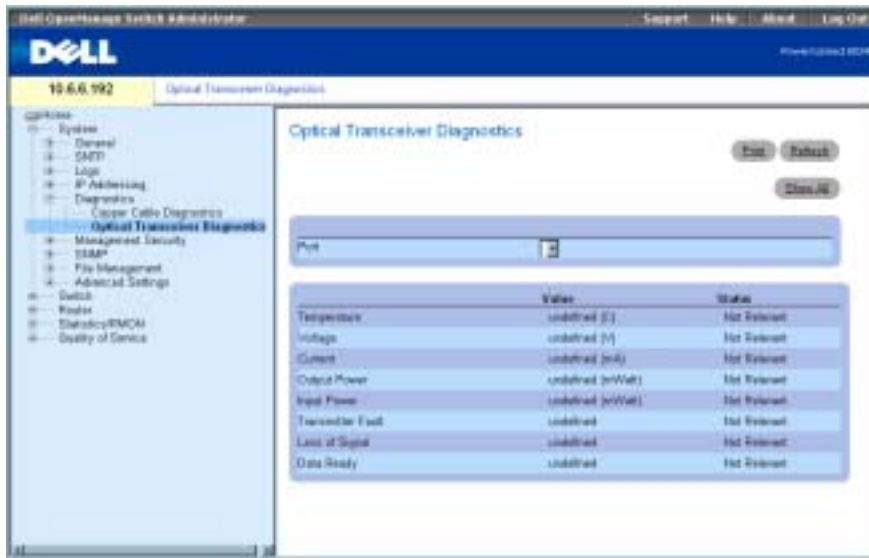 Dell OpenManage Switch Administrator
Support Help About Log Out
DELL
10.6.6.192
Optical Transceiver Diagnostics
Home
System
General
SNTP
Logs
IP Addressing
Diagnostics
Copper Cable Diagnostics
Optical Transceiver Diagnostics
Management Security
SNMP
File Management
Advanced Settings
Switch
Router
Statistics/RMON
Quality of Service
Optical Transceiver Diagnostics
Print Refresh
Show All
Port
Value Status
Temperature undefined (C) Not Relevant
Voltage undefined (V) Not Relevant
Current undefined (mA) Not Relevant
Output Power undefined (mWatt) Not Relevant
Input Power undefined (mWatt) Not Relevant
Transmitter Fault undefined Not Relevant
Loss of Signal undefined Not Relevant
Data Ready undefined Not Relevant